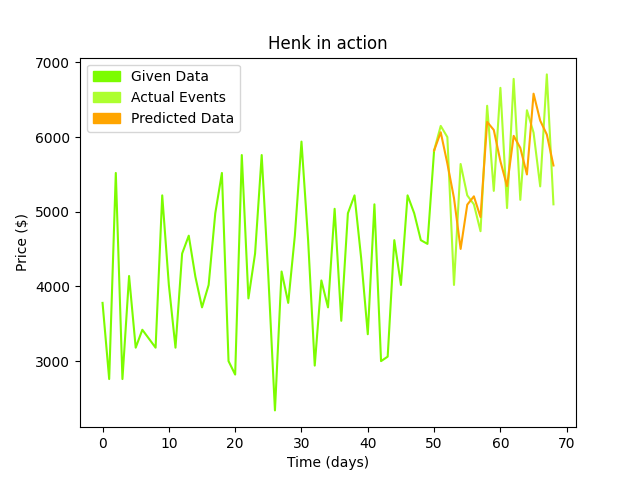 Henk in action
Given Data
Actual Events
Predicted Data
7000
6000
5000
4000
3000
Price ($)
0 10 20 30 40 50 60 70
Time (days)